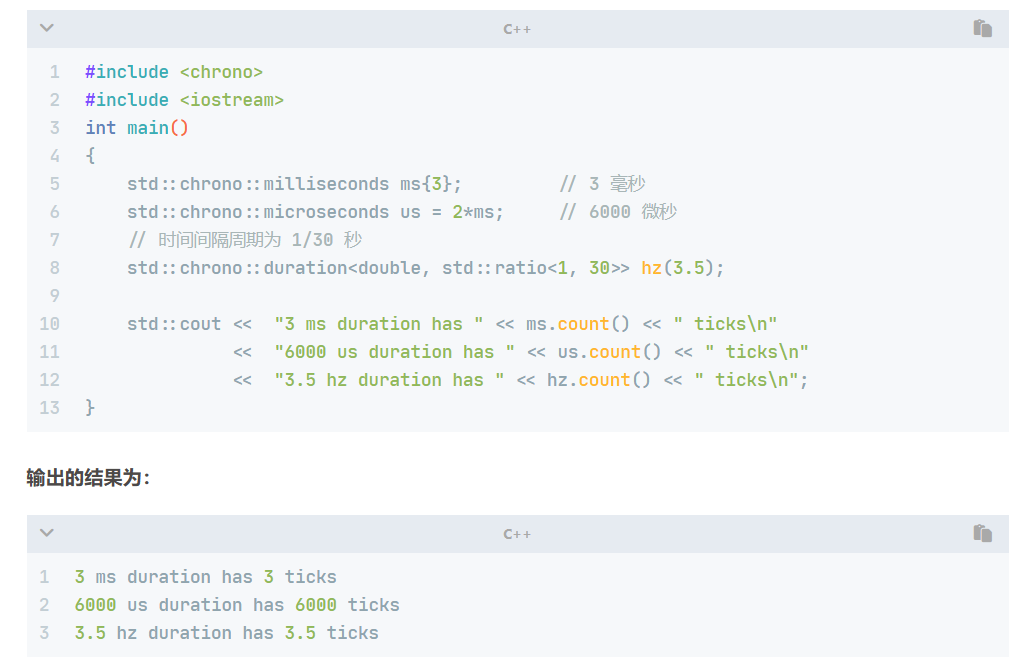 C++
1 #include <chrono>
2 #include <iostream>
3 int main()
4 {
5     std::chrono::milliseconds ms{3};         // 3 毫秒
6     std::chrono::microseconds us = 2*ms;     // 6000 微秒
7     // 时间间隔周期为 1/30 秒
8     std::chrono::duration<double, std::ratio<1, 30>> hz(3.5);
9
10     std::cout <<  "3 ms duration has " << ms.count() << " ticks\n"
11               <<  "6000 us duration has " << us.count() << " ticks\n"
12               <<  "3.5 hz duration has " << hz.count() << " ticks\n";
13 }
输出的结果为：
C++
1 3 ms duration has 3 ticks
2 6000 us duration has 6000 ticks
3 3.5 hz duration has 3.5 ticks